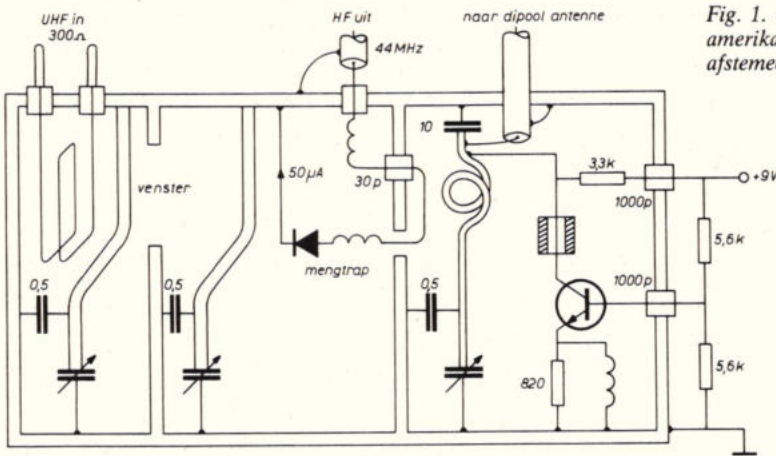 UHF in
300Ω
HF uit
44MHz
naar dipool antenne
Fig. 1.
amerika
afsteme
10
3,3k
+9V
50μA
30p
1000p
venster
5,6k
mengtrap
1000p
0,5
0,5
0,5
820
5,6k